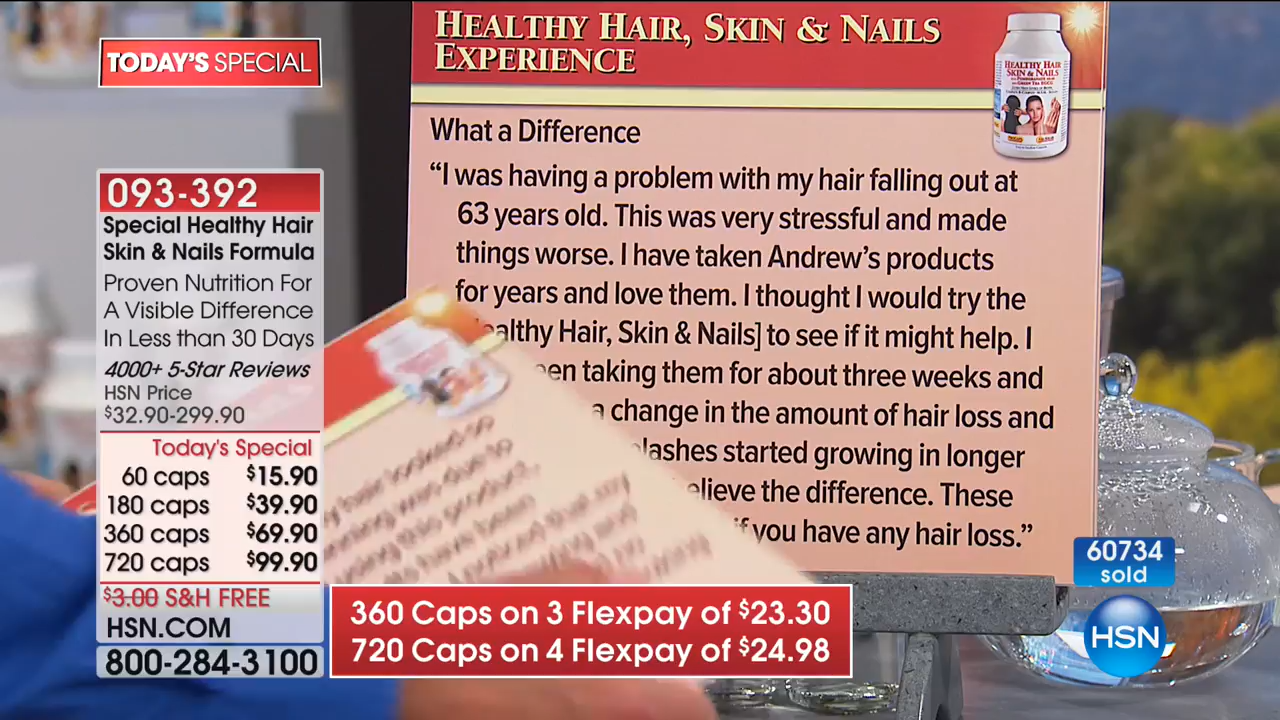 TODAY'S SPECIAL
093-392
Special Healthy Hair
Skin & Nails Formula
Proven Nutrition For
A Visible Difference
In Less than 30 Days
4000+ 5-Star Reviews
HSN Price
$32.90-299.90
Today's Special
60 caps $15.90
180 caps $39.90
360 caps $69.90
720 caps $99.90
$3.00 S&H FREE
HSN.COM
800-284-3100
HEALTHY HAIR, SKIN & NAILS
EXPERIENCE
HEALTHY HAIR
SKIN & NAILS
What a Difference
“I was having a problem with my hair falling out at
63 years old. This was very stressful and made
things worse. I have taken Andrew’s products
for years and love them. I thought I would try the
Hair, Skin & Nails] to see if it might help. I
taking them for about three weeks and
a change in the amount of hair loss and
started growing in longer
the difference. These
if you have any hair loss.”
360 Caps on 3 Flexpay of $23.30
720 Caps on 4 Flexpay of $24.98
60734
sold
HSN